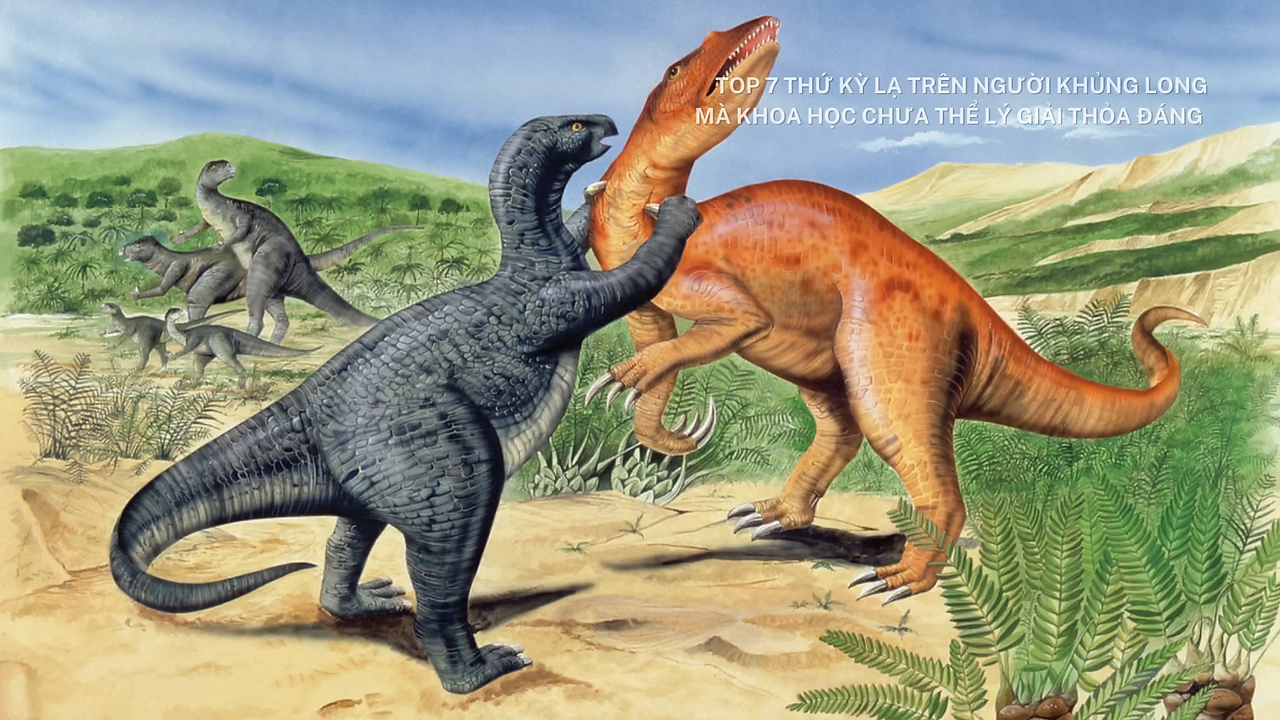 TOP 7 THỨ KỲ LẠ TRÊN NGƯỜI KHỦNG LONG
MÀ KHOA HỌC CHƯA THỂ LÝ GIẢI THỎA ĐÁNG